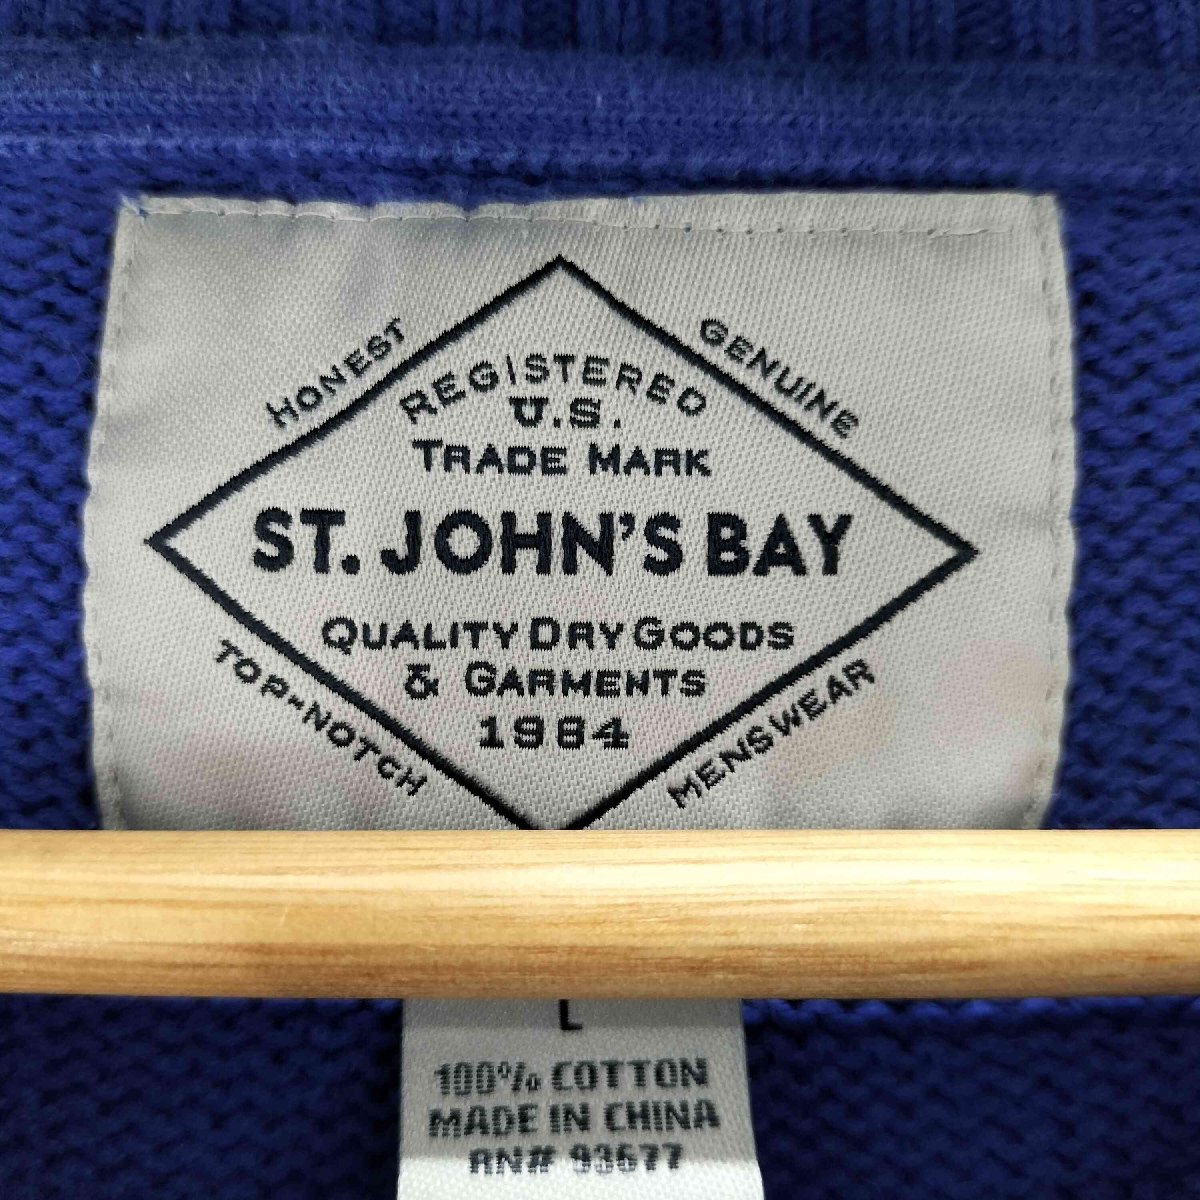 HONEST
GENUINE
REGISTERED
U.S.
TRADE MARK
ST. JOHN'S BAY
QUALITY DRY GOODS
& GARMENTS
1984
TOP-NOTCH
MENSWEAR
L
100% COTTON
MADE IN CHINA
RN# 93677